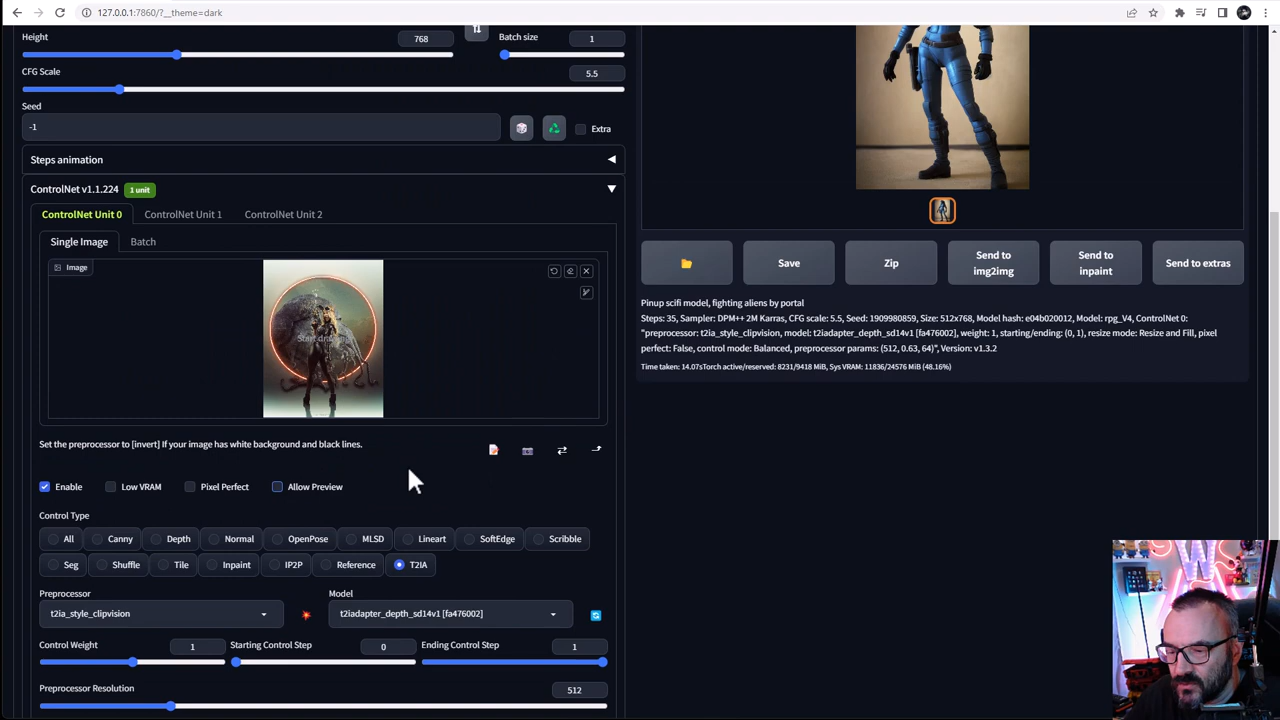 127.0.0.1:7860/?__theme=dark
Height
768
Batch size
1
CFG Scale
5.5
Seed
-1
Extra
Steps animation
ControlNet v1.1.224
1 unit
ControlNet Unit 0
ControlNet Unit 1
ControlNet Unit 2
Single Image
Batch
Image
Start drawing
Set the preprocessor to [invert] If your image has white background and black lines.
Enable
Low VRAM
Pixel Perfect
Allow Preview
Control Type
All
Canny
Depth
Normal
OpenPose
MLSD
Lineart
SoftEdge
Scribble
Seg
Shuffle
Tile
Inpaint
IP2P
Reference
T2IA
Preprocessor
Model
t2ia_style_clipvision
t2iadapter_depth_sd14v1 [fa476002]
Control Weight
1
Starting Control Step
0
Ending Control Step
1
Preprocessor Resolution
512
Save
Zip
Send to img2img
Send to inpaint
Send to extras
Pinup scifi model, fighting aliens by portal
Steps: 35, Sampler: DPM++ 2M Karras, CFG scale: 5.5, Seed: 1909980859, Size: 512x768, Model hash: e04b020012, Model: rpg_V4, ControlNet 0:
"preprocessor: t2ia_style_clipvision, model: t2iadapter_depth_sd14v1 [fa476002], weight: 1, starting/ending: (0, 1), resize mode: Resize and Fill, pixel
perfect: False, control mode: Balanced, preprocessor params: (512, 0.63, 64)", Version: v1.3.2
Time taken: 14.07sTorch active/reserved: 8231/9418 MiB, Sys VRAM: 11836/24576 MiB (48.16%)